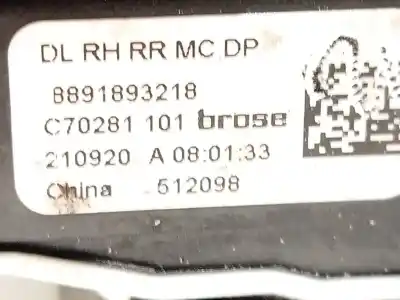 DL RH RR MC DP
8891893218
C70281 101 brose
210920 A 08:01:33
China 512098